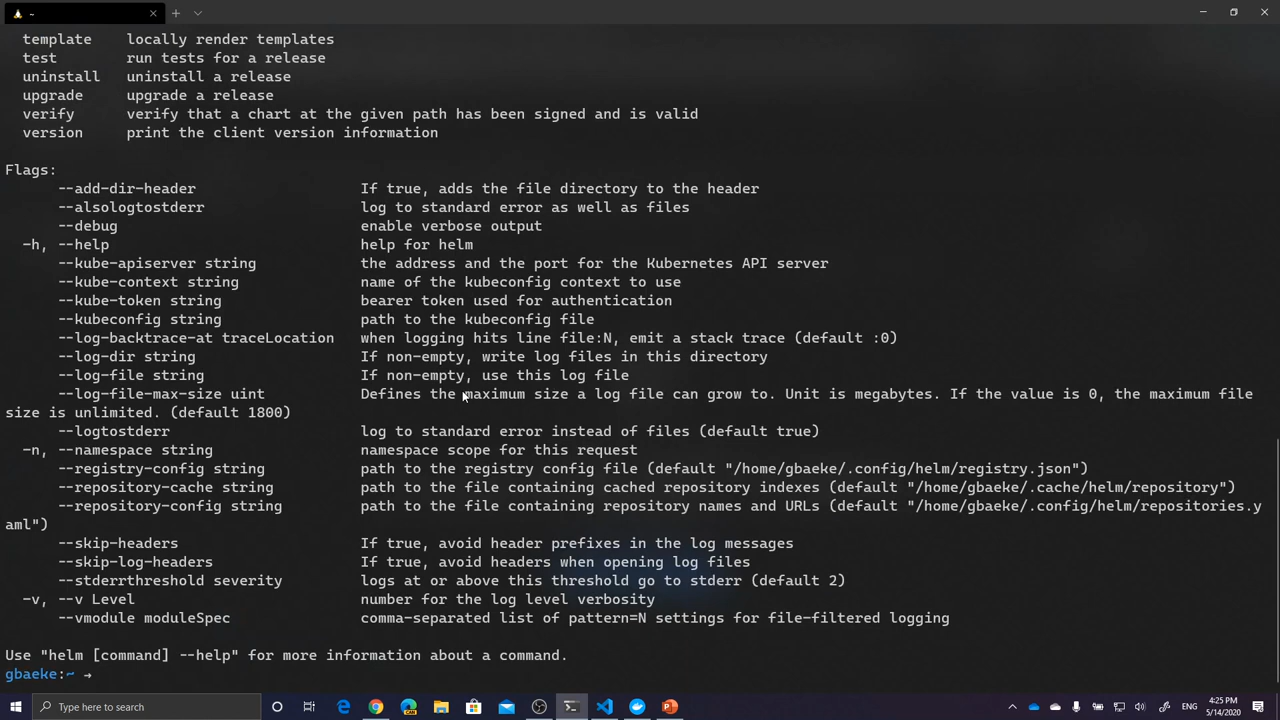 ~
template locally render templates
test run tests for a release
uninstall uninstall a release
upgrade upgrade a release
verify verify that a chart at the given path has been signed and is valid
version print the client version information
Flags:
--add-dir-header If true, adds the file directory to the header
--alsologtostderr log to standard error as well as files
--debug enable verbose output
-h, --help help for helm
--kube-apiserver string the address and the port for the Kubernetes API server
--kube-context string name of the kubeconfig context to use
--kube-token string bearer token used for authentication
--kubeconfig string path to the kubeconfig file
--log-backtrace-at traceLocation when logging hits line file:N, emit a stack trace (default :0)
--log-dir string If non-empty, write log files in this directory
--log-file string If non-empty, use this log file
--log-file-max-size uint Defines the maximum size a log file can grow to. Unit is megabytes. If the value is 0, the maximum file
size is unlimited. (default 1800)
--logtostderr log to standard error instead of files (default true)
-n, --namespace string namespace scope for this request
--registry-config string path to the registry config file (default "/home/gbaeke/.config/helm/registry.json")
--repository-cache string path to the file containing cached repository indexes (default "/home/gbaeke/.cache/helm/repository")
--repository-config string path to the file containing repository names and URLs (default "/home/gbaeke/.config/helm/repositories.y
aml")
--skip-headers If true, avoid header prefixes in the log messages
--skip-log-headers If true, avoid headers when opening log files
--stderrthreshold severity logs at or above this threshold go to stderr (default 2)
-v, --v Level number for the log level verbosity
--vmodule moduleSpec comma-separated list of pattern=N settings for file-filtered logging
Use "helm [command] --help" for more information about a command.
gbaeke:~ →
Type here to search
4:25 PM
5/14/2020